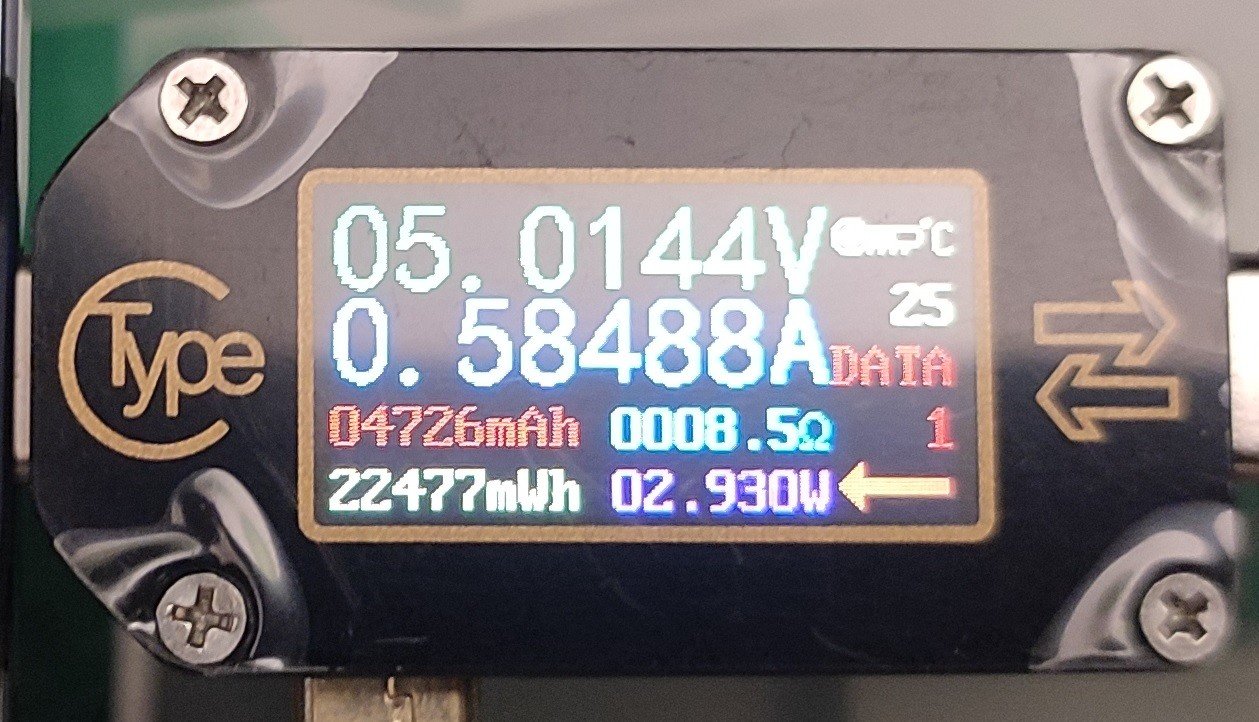 Type C
05.0144V
°C
25
0.58488A
DATA
04726mAh 0008.5Ω 1
22477mWh 02.930W